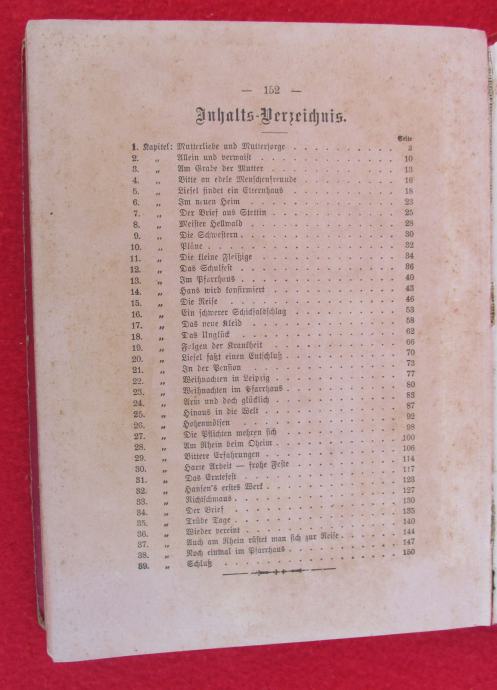 — 152 —
Inhalts-Verzeichnis.
Seite
1. Kapitel: Mutterliebe und Muttersorge 3
2. „ Allein und verwaist 10
3. „ Am Grabe der Mutter 13
4. „ Bitte an edele Menschenfreunde 16
5. „ Liesel findet ein Elternhaus 18
6. „ Im neuen Heim 23
7. „ Der Brief aus Stettin 25
8. „ Meister Hellwald 28
9. „ Die Schwestern 30
10. „ Pläne 32
11. „ Die kleine Fleißige 34
12. „ Das Schulfest 36
13. „ Im Pfarrhaus 40
14. „ Hans wird konfirmiert 43
15. „ Die Reise 46
16. „ Ein schwerer Schicksalschlag 53
17. „ Das neue Kleid 58
18. „ Das Unglück 62
19. „ Folgen der Krankheit 66
20. „ Liesel faßt einen Entschluß 70
21. „ In der Pension 73
22. „ Weihnachten in Leipzig 77
23. „ Weihnachten im Pfarrhaus 80
24. „ Arm und doch glücklich 83
25. „ Hinaus in die Welt 87
26. „ Hohenmölsen 92
27. „ Die Pflichten mehren sich 98
28. „ Am Rhein beim Oheim 100
29. „ Bittere Erfahrungen 106
30. „ Harte Arbeit — frohe Feste 114
31. „ Das Erntefest 117
32. „ Hansen's erstes Werk 123
33. „ Richtschmaus 127
34. „ Der Brief 130
35. „ Trübe Tage 135
36. „ Wieder vereint 140
37. „ Auch am Rhein rüstet man sich zur Reise 144
38. „ Noch einmal im Pfarrhaus 147
39. „ Schluß 150